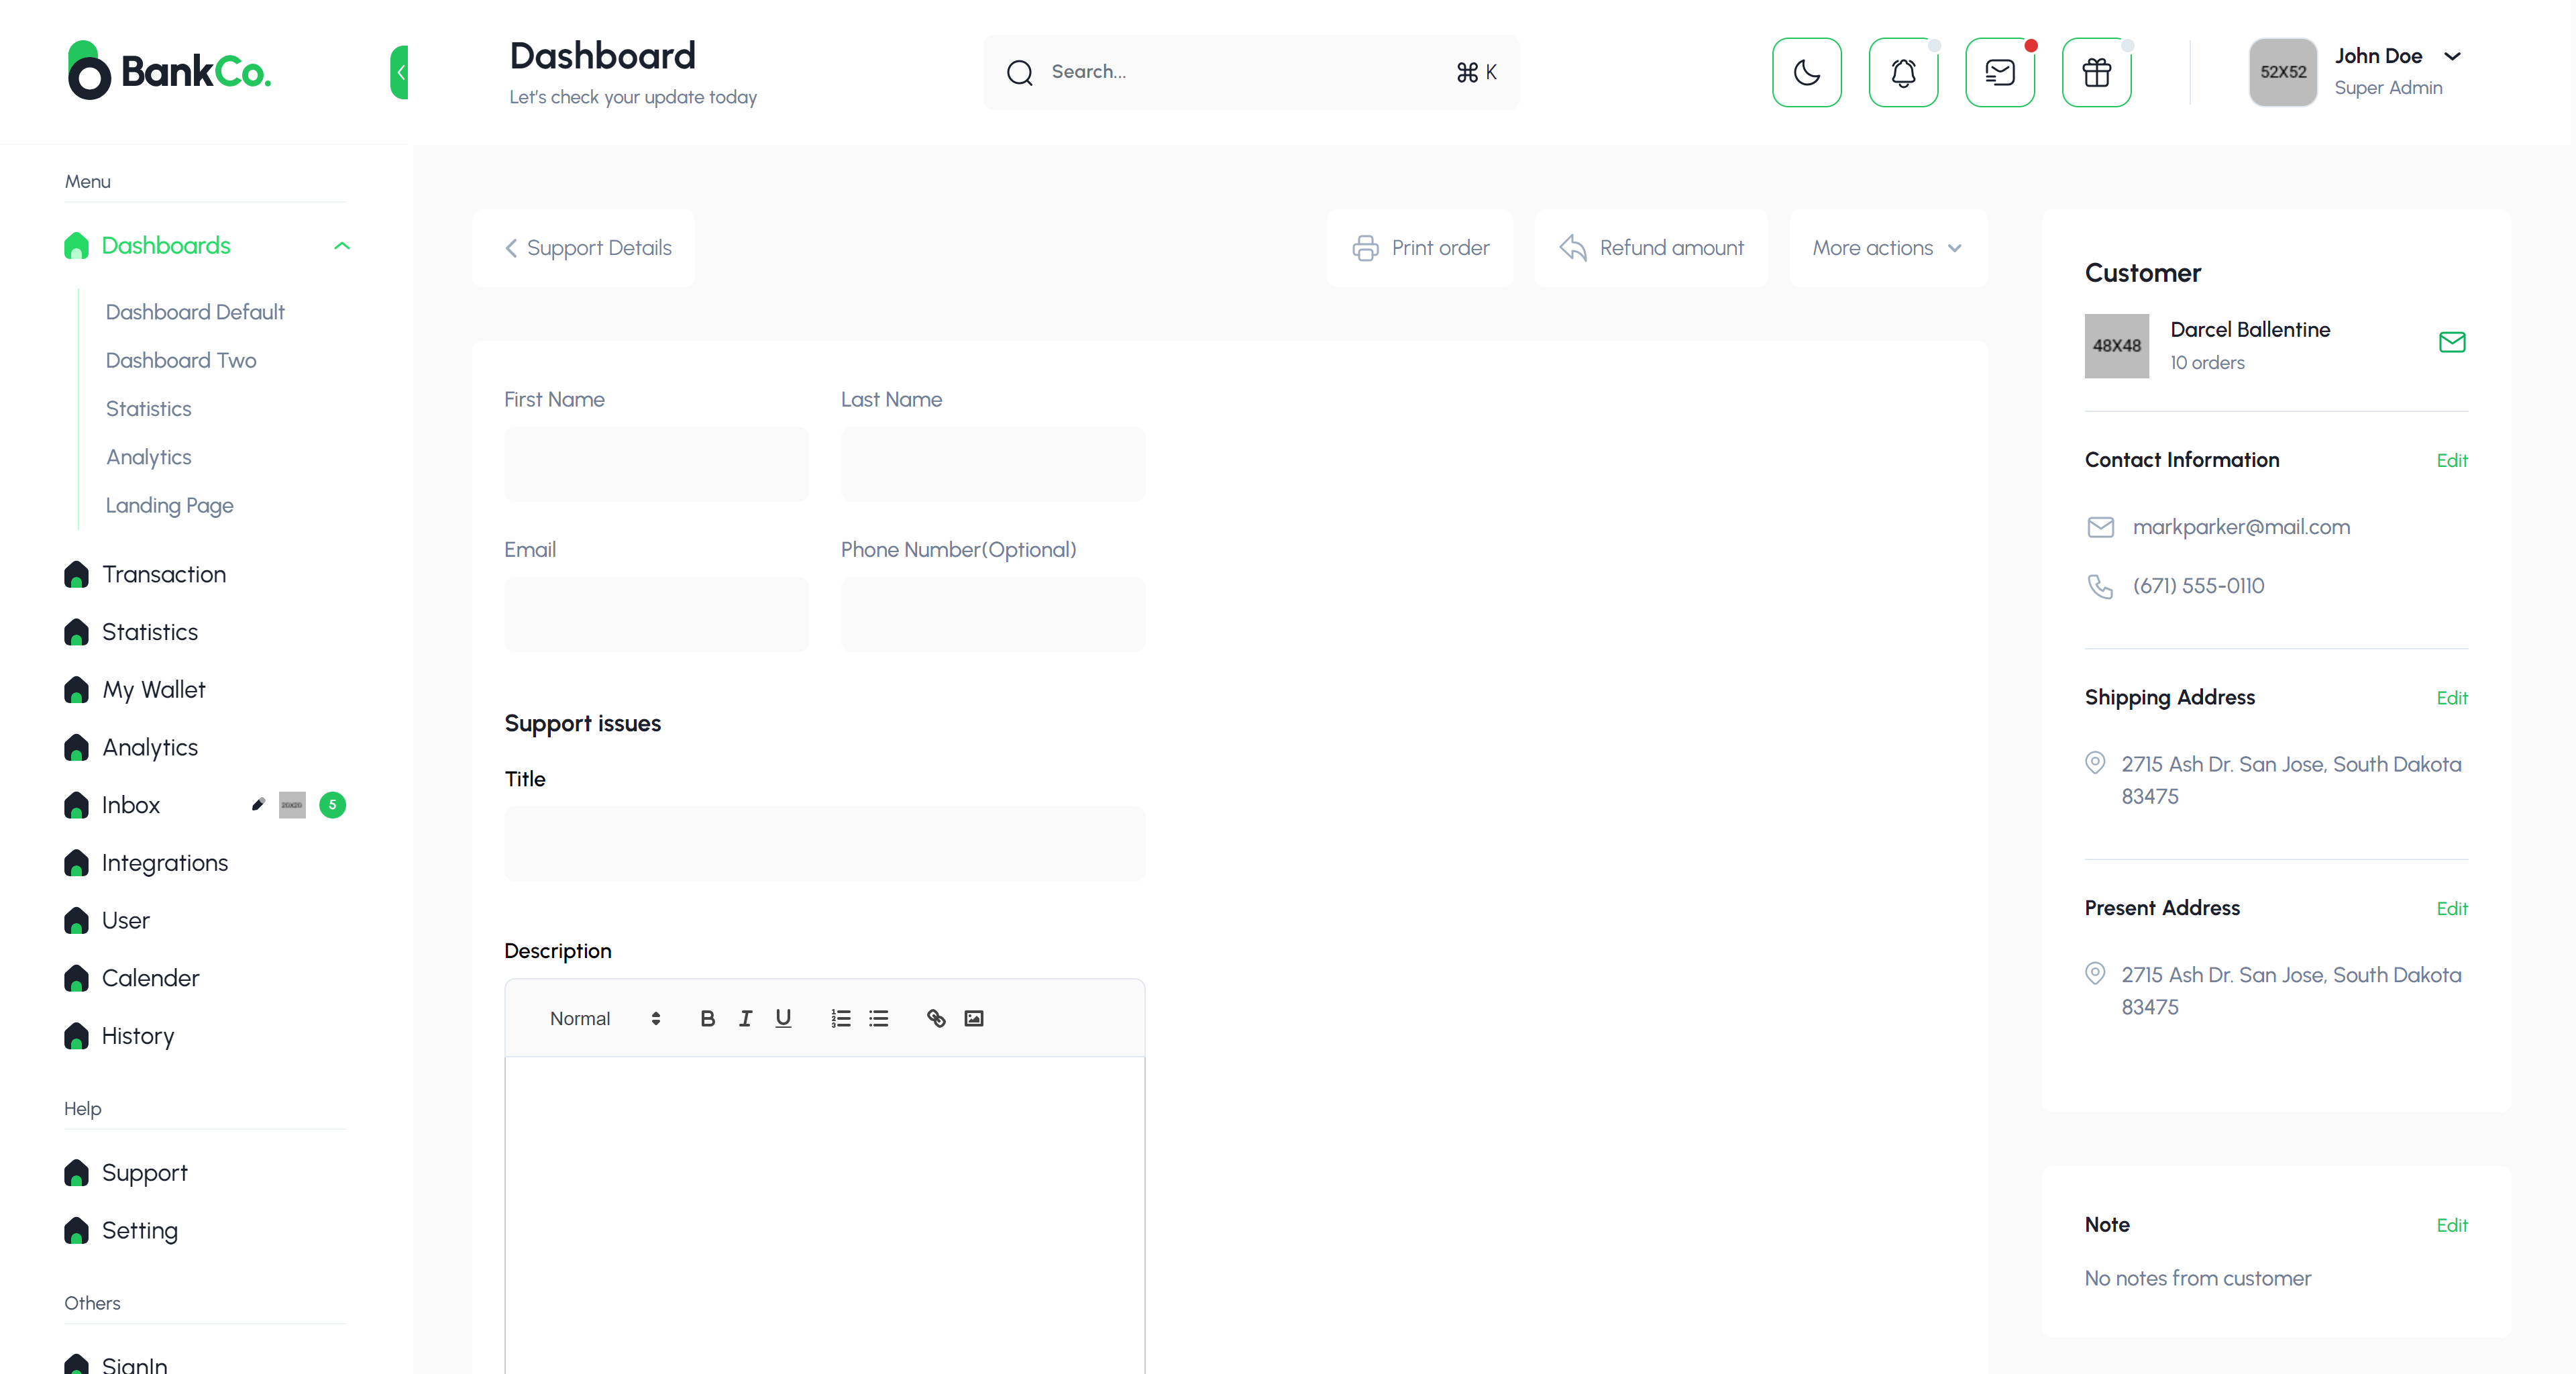 BankCo.
Dashboard
Let's check your update today
Search...
⌘ K
52X52
John Doe
Super Admin
Menu
Dashboards
Dashboard Default
Dashboard Two
Statistics
Analytics
Landing Page
Transaction
Statistics
My Wallet
Analytics
Inbox
5
Integrations
User
Calender
History
Help
Support
Setting
Others
SignIn
Support Details
Print order
Refund amount
More actions
First Name
Last Name
Email
Phone Number(Optional)
Support issues
Title
Description
Normal
Customer
48X48
Darcel Ballentine
10 orders
Contact Information
Edit
markparker@mail.com
(671) 555-0110
Shipping Address
Edit
2715 Ash Dr. San Jose, South Dakota
83475
Present Address
Edit
2715 Ash Dr. San Jose, South Dakota
83475
Note
Edit
No notes from customer